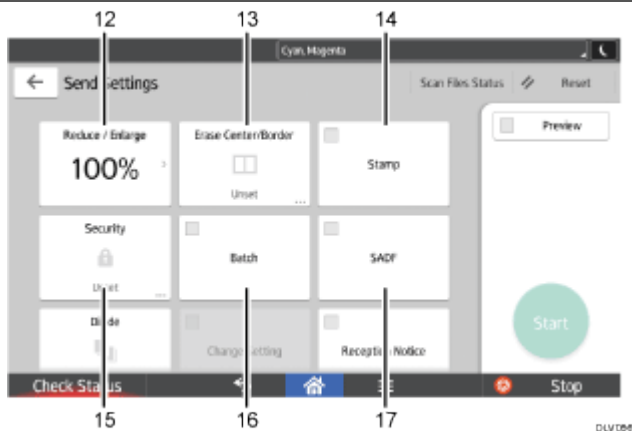 12 13 14
Cyan, Magenta
Send Settings Scan Files Status Reset
Reduce / Enlarge Erase Center/Border Preview
100% Stamp
Unset
Security
Batch SADF
Unset
Divide Start
Change Setting Reception Notice
Check Status Stop
15 16 17